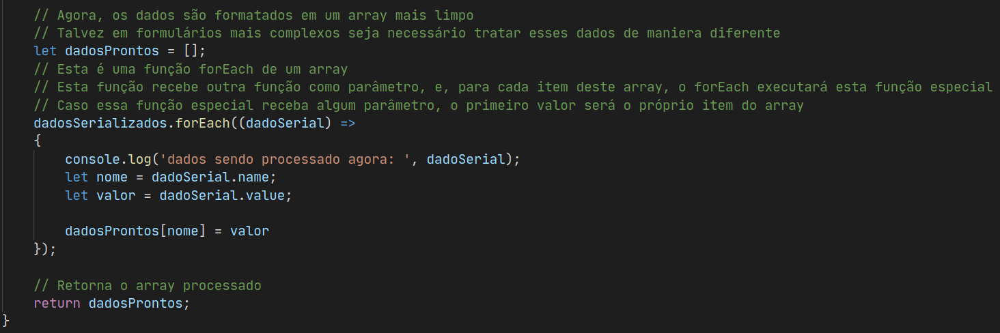 // Agora, os dados são formatados em um array mais limpo
// Talvez em formulários mais complexos seja necessário tratar esses dados de maniera diferente
let dadosProntos = [];
// Esta é uma função forEach de um array
// Esta função recebe outra função como parâmetro, e, para cada item deste array, o forEach executará esta função especial
// Caso essa função especial receba algum parâmetro, o primeiro valor será o próprio item do array
dadosSerializados.forEach((dadoSerial) =>
{
console.log('dados sendo processado agora: ', dadoSerial);
let nome = dadoSerial.name;
let valor = dadoSerial.value;
dadosProntos[nome] = valor
});
// Retorna o array processado
return dadosProntos;
}